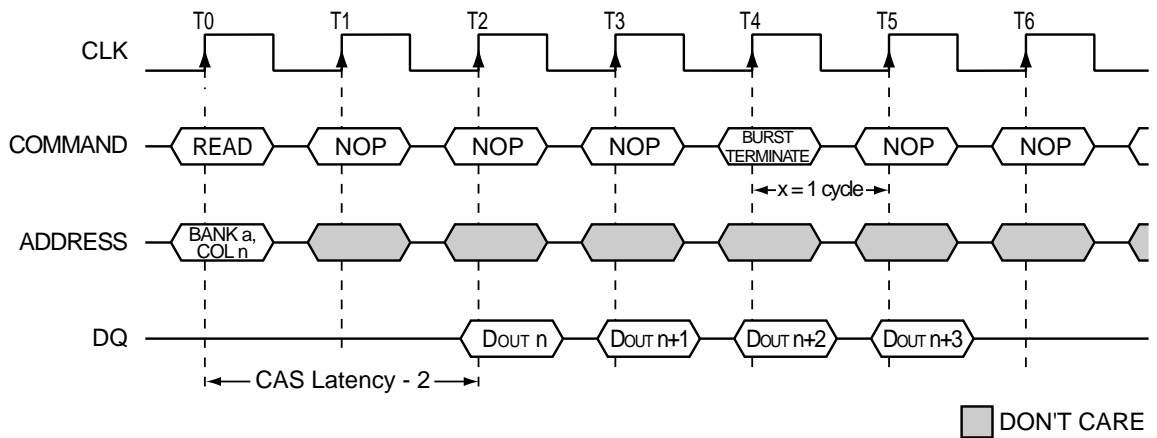 T0 T1 T2 T3 T4 T5 T6
CLK
COMMAND READ NOP NOP NOP BURST TERMINATE NOP NOP
x = 1 cycle
ADDRESS BANK a, COL n
DQ DOUT n DOUT n+1 DOUT n+2 DOUT n+3
CAS Latency - 2
DON'T CARE